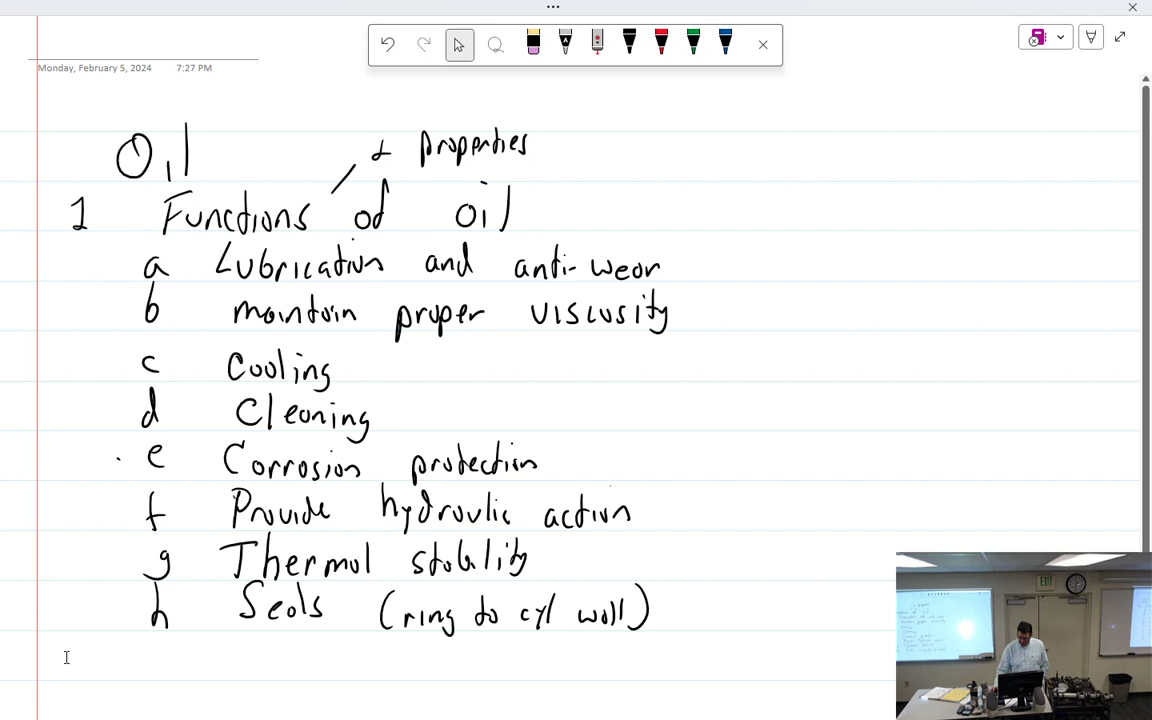 Monday, February 5, 2024 7:27 PM
Oil
& properties
1 Functions of oil
a Lubrication and anti-wear
b maintain proper viscosity
c Cooling
d Cleaning
e Corrosion protection
f Provide hydraulic action
g Thermal stability
h Seals (ring to cyl wall)
EXIT